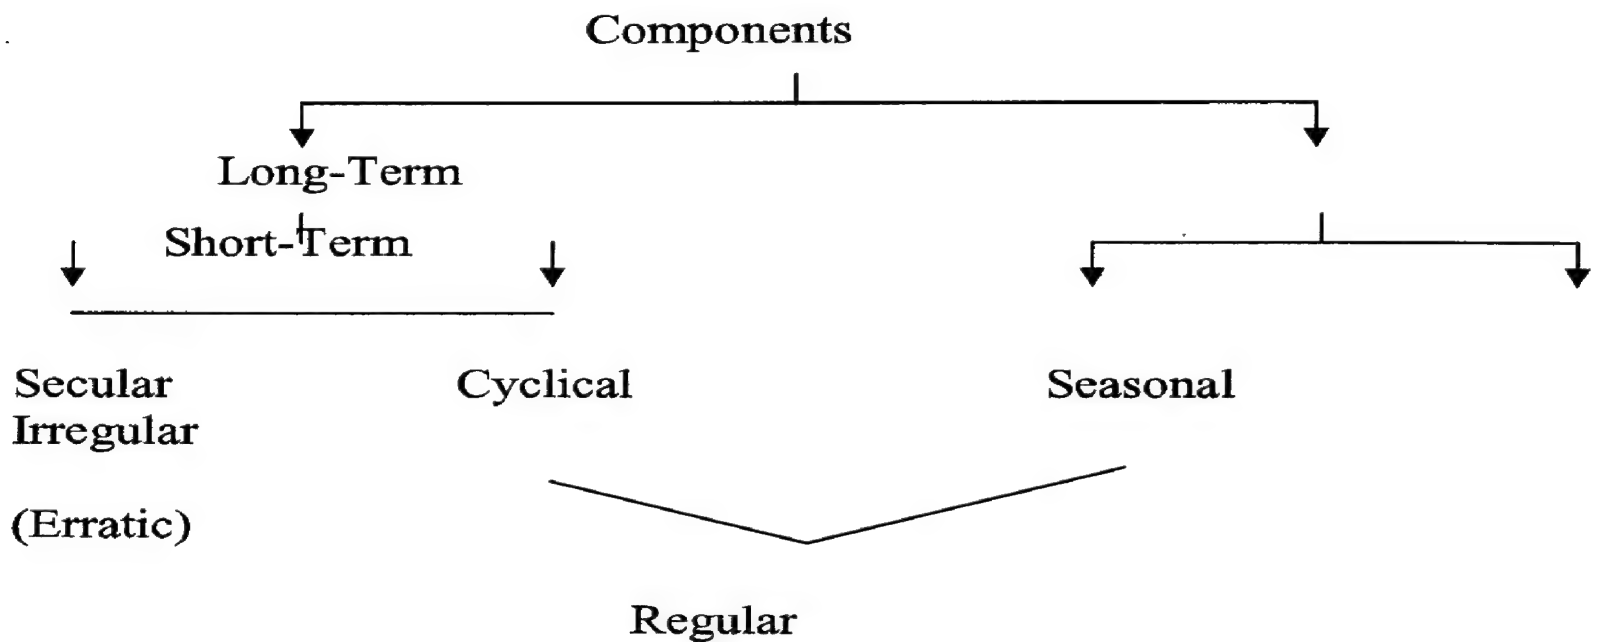 Components
Long-Term
Short-Term
Secular Cyclical Seasonal
Irregular
(Erratic)
Regular